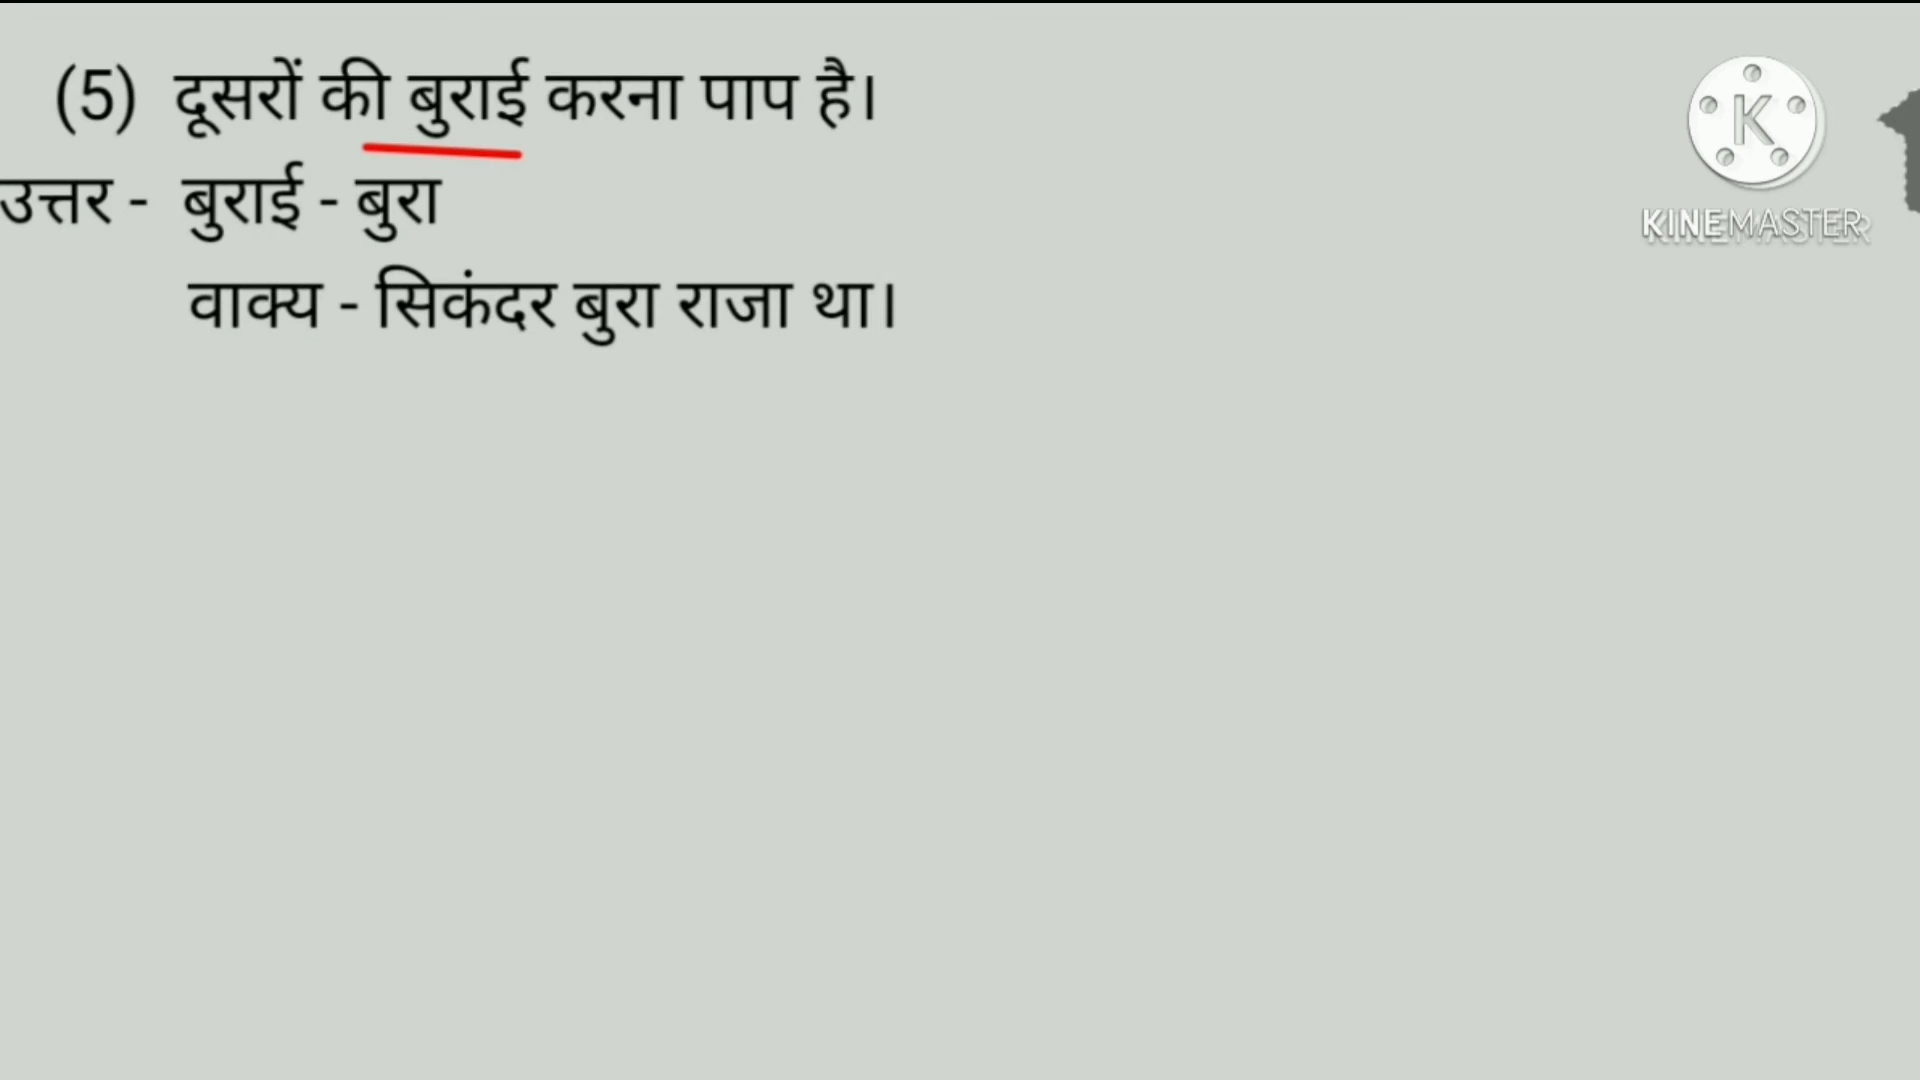 (5) दूसरों की बुराई करना पाप है।
उत्तर - बुराई - बुरा
वाक्य - सिकंदर बुरा राजा था।
K
KINEMASTER